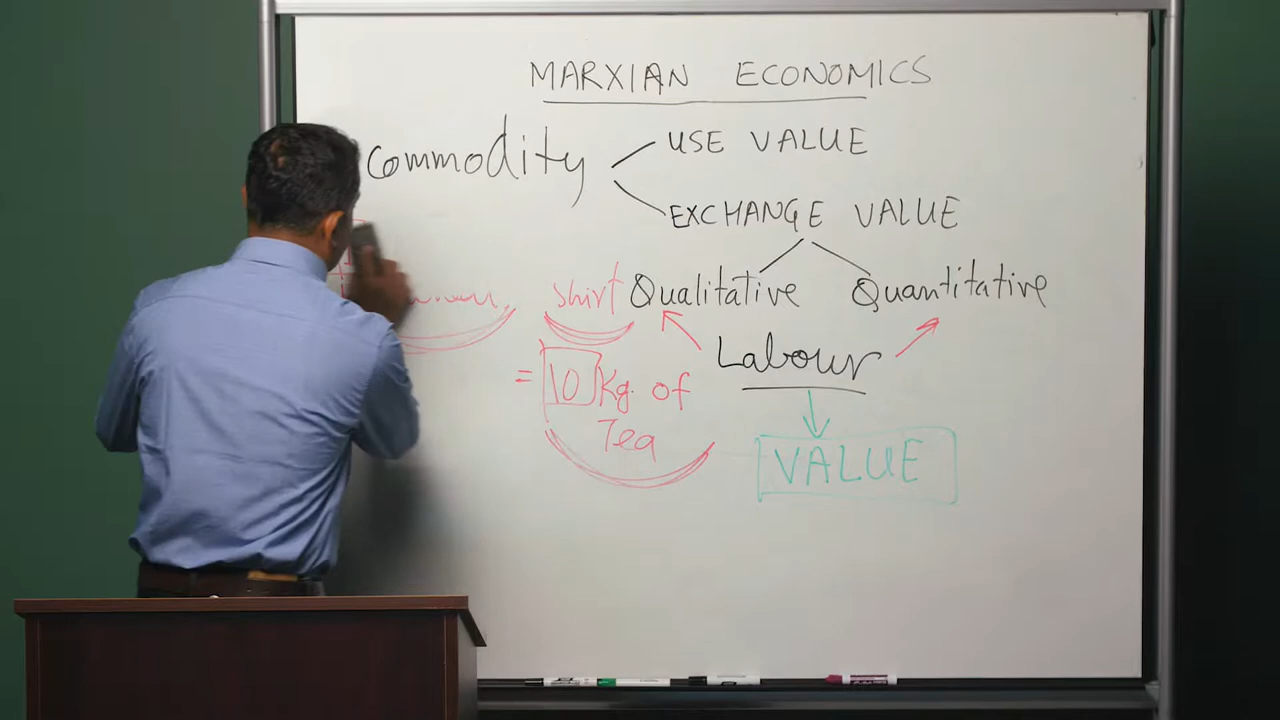 MARXIAN ECONOMICS
Commodity
USE VALUE
EXCHANGE VALUE
shirt
Qualitative
Quantitative
Labour
= 10 Kg. of
Tea
VALUE